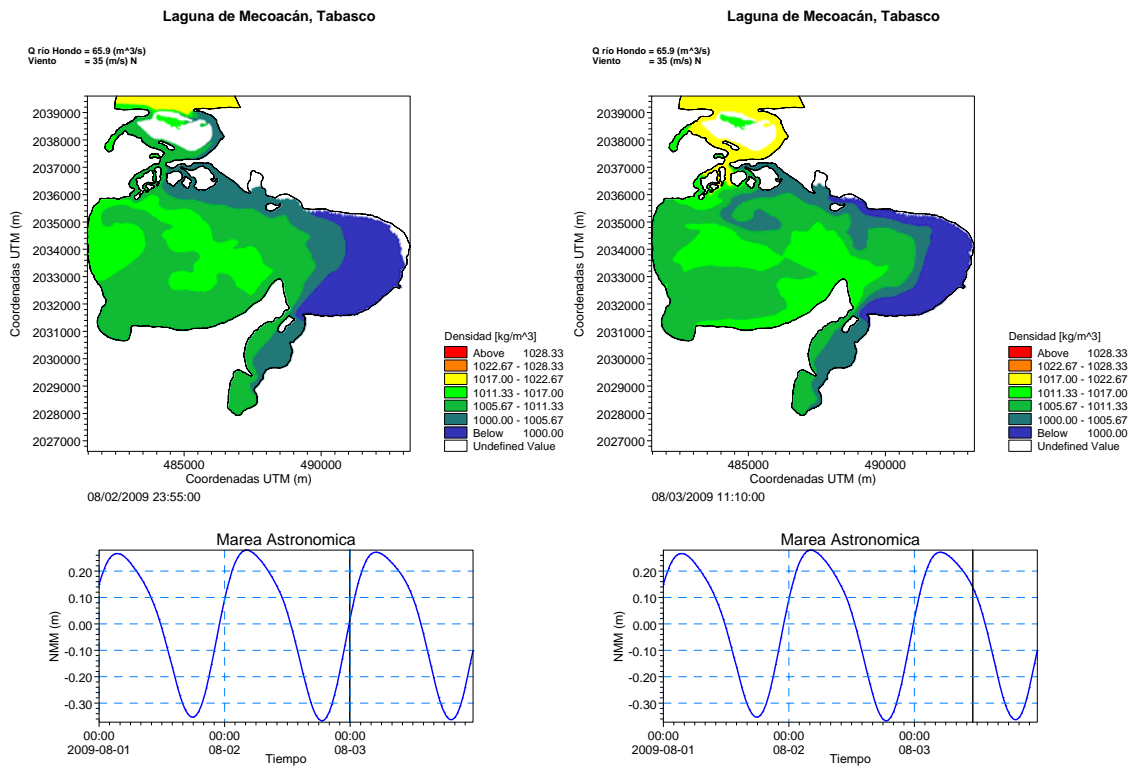 Laguna de Mecoacán, Tabasco
Q río Hondo = 65.9 (m^3/s)
Viento = 35 (m/s) N
2039000
2038000
2037000
2036000
2035000
2034000
2033000
2032000
2031000
2030000
2029000
2028000
2027000
Coordenadas UTM (m)
485000 490000
Coordenadas UTM (m)
08/02/2009 23:55:00
Densidad [kg/m^3]
Above 1028.33
1022.67 - 1028.33
1017.00 - 1022.67
1011.33 - 1017.00
1005.67 - 1011.33
1000.00 - 1005.67
Below 1000.00
Undefined Value
Marea Astronomica
0.20
0.10
0.00
-0.10
-0.20
-0.30
NMM (m)
00:00 00:00 00:00
2009-08-01 08-02 08-03
Tiempo
Laguna de Mecoacán, Tabasco
Q río Hondo = 65.9 (m^3/s)
Viento = 35 (m/s) N
2039000
2038000
2037000
2036000
2035000
2034000
2033000
2032000
2031000
2030000
2029000
2028000
2027000
Coordenadas UTM (m)
485000 490000
Coordenadas UTM (m)
08/03/2009 11:10:00
Densidad [kg/m^3]
Above 1028.33
1022.67 - 1028.33
1017.00 - 1022.67
1011.33 - 1017.00
1005.67 - 1011.33
1000.00 - 1005.67
Below 1000.00
Undefined Value
Marea Astronomica
0.20
0.10
0.00
-0.10
-0.20
-0.30
NMM (m)
00:00 00:00 00:00
2009-08-01 08-02 08-03
Tiempo